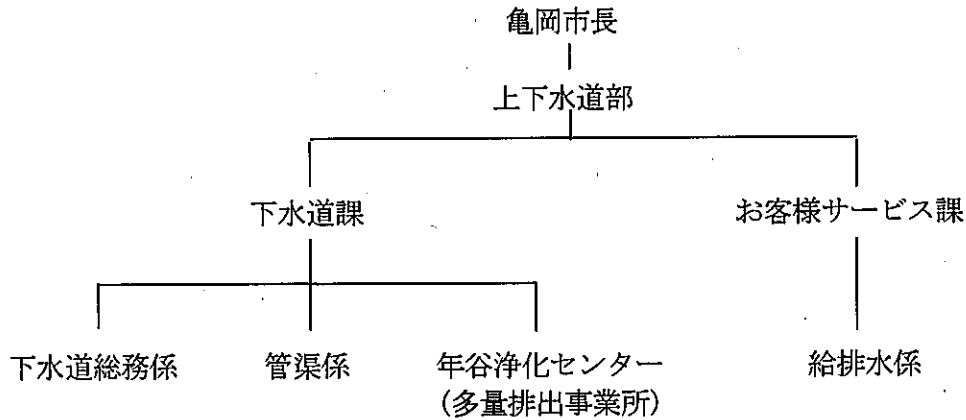 亀岡市長
上下水道部
下水道課
お客様サービス課
下水道総務係
管渠係
年谷浄化センター
(多量排出事業所)
給排水係